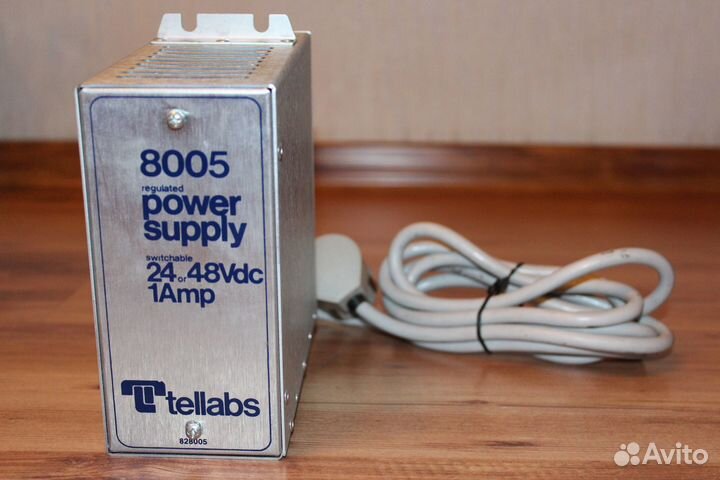 8005
regulated
power
supply
switchable
24 or 48Vdc
1Amp
tellabs
828005
Avito